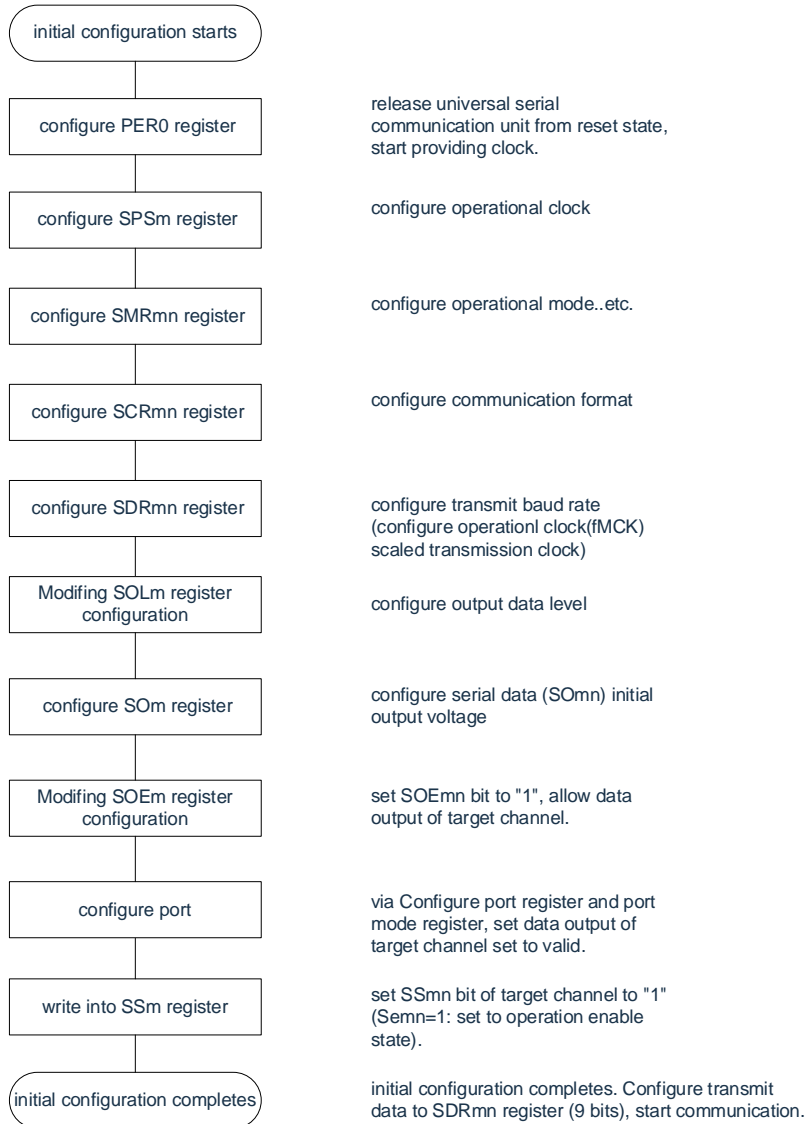 initial configuration starts
configure PER0 register
release universal serial
communication unit from reset state,
start providing clock.
configure SPSm register
configure operational clock
configure SMRmn register
configure operational mode..etc.
configure SCRmn register
configure communication format
configure SDRmn register
configure transmit baud rate
(configure operationl clock(fMCK)
scaled transmission clock)
Modifing SOLm register
configuration
configure output data level
configure SOm register
configure serial data (SOmn) initial
output voltage
Modifing SOEm register
configuration
set SOEmn bit to "1", allow data
output of target channel.
configure port
via Configure port register and port
mode register, set data output of
target channel set to valid.
write into SSm register
set SSmn bit of target channel to "1"
(Semn=1: set to operation enable
state).
initial configuration completes
initial configuration completes. Configure transmit
data to SDRmn register (9 bits), start communication.